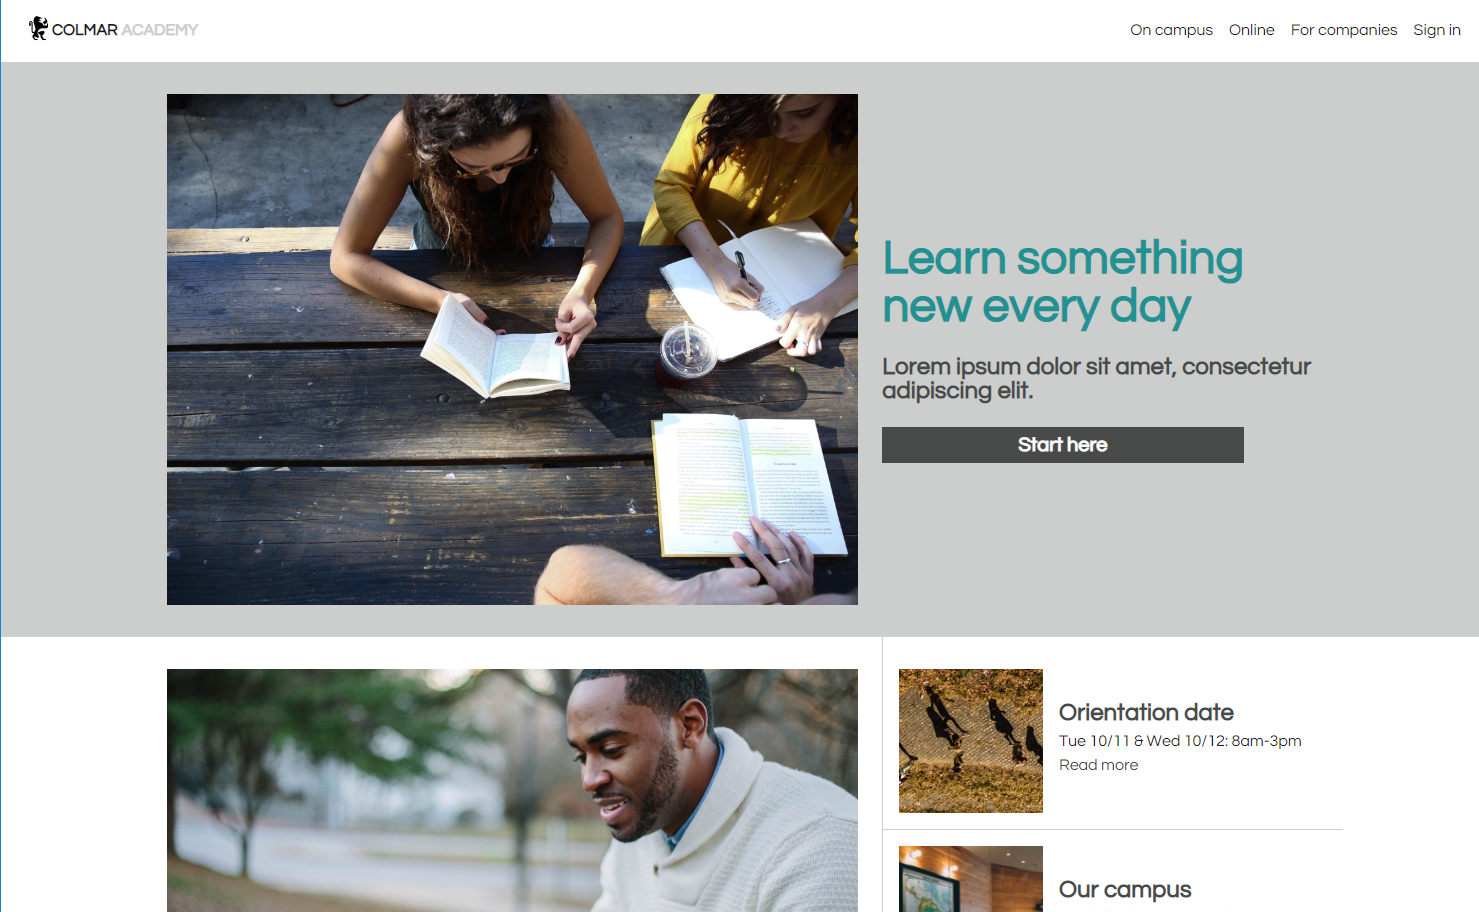 COLMAR ACADEMY
On campus Online For companies Sign in
Learn something
new every day
Lorem ipsum dolor sit amet, consectetur
adipiscing elit.
Start here
Orientation date
Tue 10/11 & Wed 10/12: 8am-3pm
Read more
Our campus